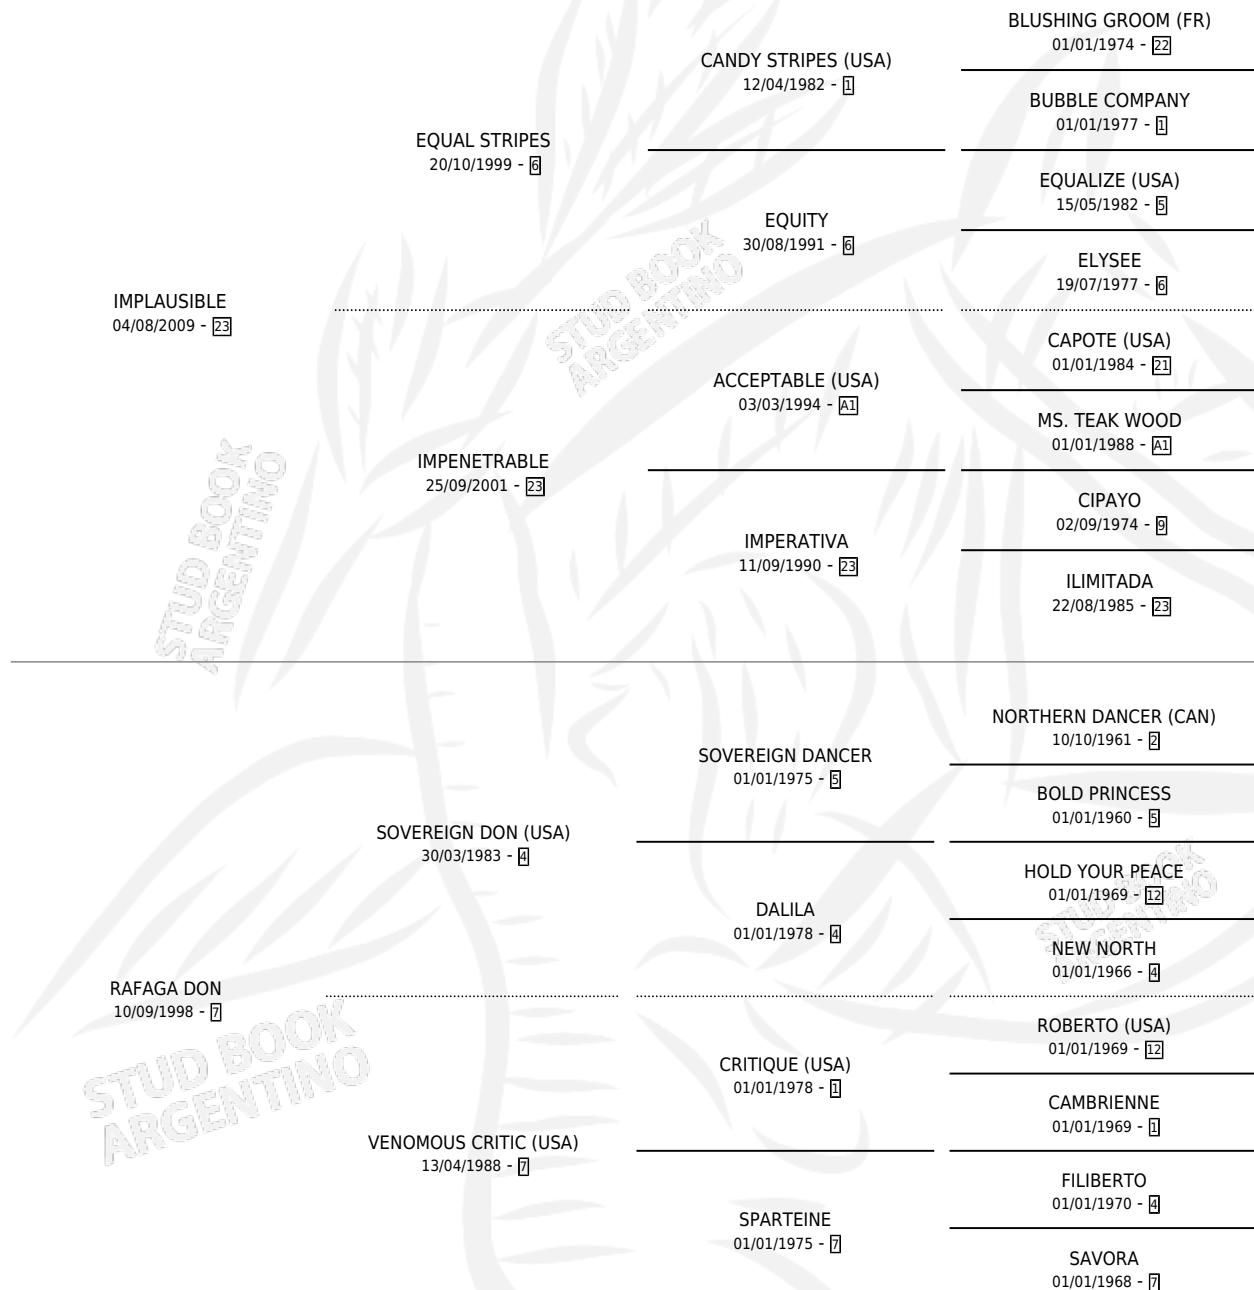 BLUSHING GROOM (FR)
01/01/1974 - 22
CANDY STRIPES (USA)
12/04/1982 - 1
BUBBLE COMPANY
01/01/1977 - 1
EQUAL STRIPES
20/10/1999 - 6
EQUALIZE (USA)
15/05/1982 - 5
EQUITY
30/08/1991 - 6
ELYSEE
19/07/1977 - 6
IMPLAUSIBLE
04/08/2009 - 23
CAPOTE (USA)
01/01/1984 - 21
ACCEPTABLE (USA)
03/03/1994 - A1
MS. TEAK WOOD
01/01/1988 - A1
IMPENETRABLE
25/09/2001 - 23
CIPAYO
02/09/1974 - 9
IMPERATIVA
11/09/1990 - 23
ILIMITADA
22/08/1985 - 23
NORTHERN DANCER (CAN)
10/10/1961 - 2
SOVEREIGN DANCER
01/01/1975 - 5
BOLD PRINCESS
01/01/1960 - 5
SOVEREIGN DON (USA)
30/03/1983 - 4
HOLD YOUR PEACE
01/01/1969 - 12
DALILA
01/01/1978 - 4
NEW NORTH
01/01/1966 - 4
RAFAGA DON
10/09/1998 - 7
ROBERTO (USA)
01/01/1969 - 12
CRITIQUE (USA)
01/01/1978 - 1
CAMBRIENNE
01/01/1969 - 1
VENOMOUS CRITIC (USA)
13/04/1988 - 7
FILIBERTO
01/01/1970 - 4
SPARTEINE
01/01/1975 - 7
SAVORA
01/01/1968 - 7
STUD BOOK
ARGENTINO
STUD BOOK
ARGENTINO
STUD BOOK
ARGENTINO
STUD BOOK
ARGENTINO